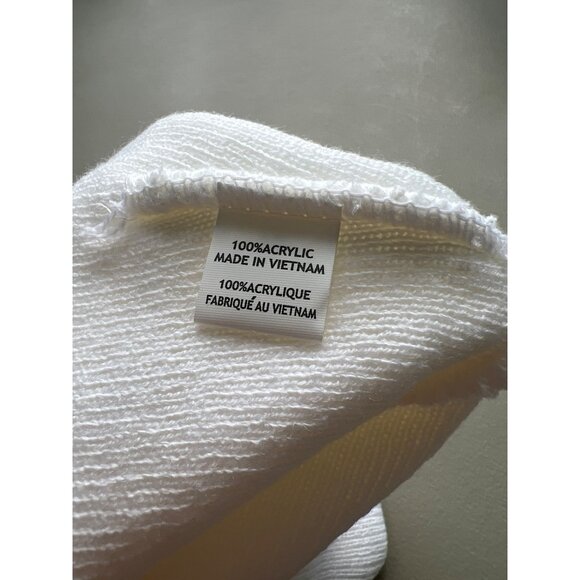 100%ACRYLIC
MADE IN VIETNAM
100%ACRYLIQUE
FABRIQUÉ AU VIETNAM